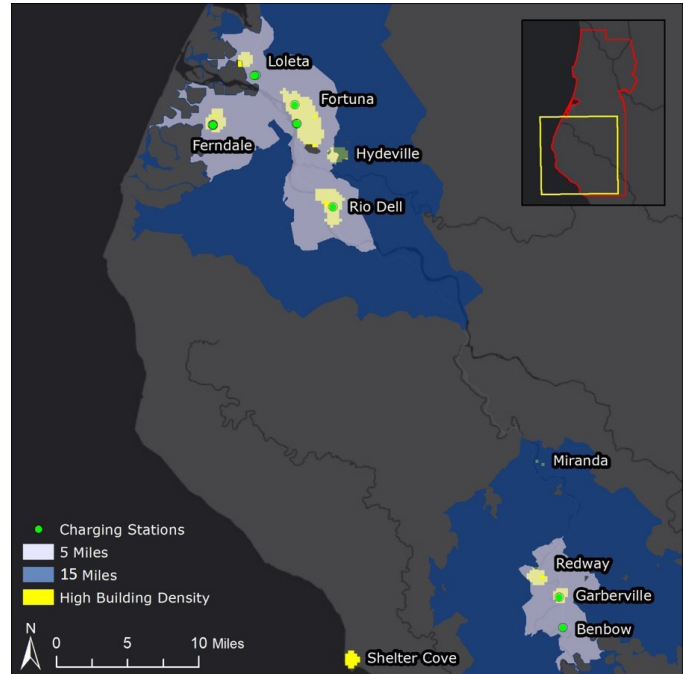 Loleta
Fortuna
Ferndale
Hydeville
Rio Dell
Miranda
Charging Stations
5 Miles
15 Miles
High Building Density
Redway
Garberville
Benbow
N
0 5 10 Miles
Shelter Cove